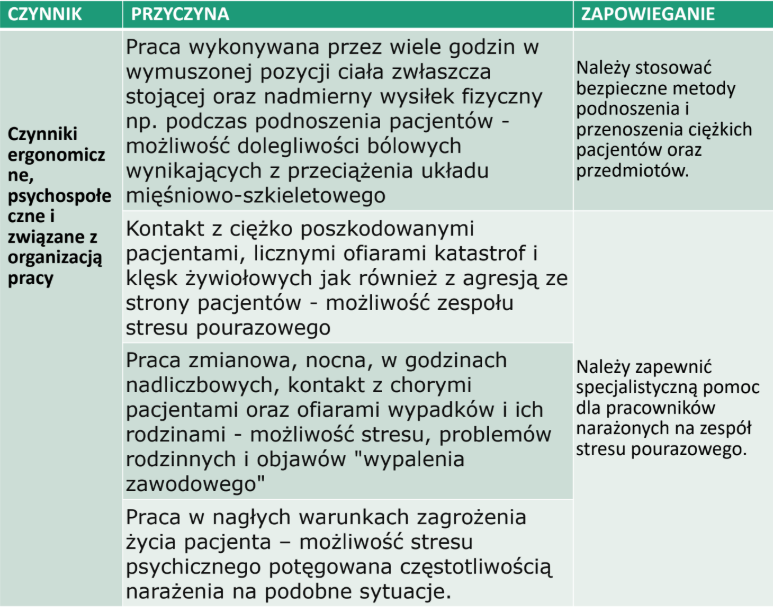 CZYNNIK
PRZYCZYNA
ZAPOWIEGANIE
Czynniki
ergonomicz
ne,
psychospołe
czne i
związane z
organizacją
pracy
Praca wykonywana przez wiele godzin w
wymuszonej pozycji ciała zwłaszcza
stojącej oraz nadmierny wysiłek fizyczny
np. podczas podnoszenia pacjentów -
możliwość dolegliwości bólowych
wynikających z przeciążenia układu
mięśniowo-szkieletowego
Należy stosować
bezpieczne metody
podnoszenia i
przenoszenia ciężkich
pacjentów oraz
przedmiotów.
Kontakt z ciężko poszkodowanymi
pacjentami, licznymi ofiarami katastrof i
klęsk żywiołowych jak również z agresją ze
strony pacjentów - możliwość zespołu
stresu pourazowego
Praca zmianowa, nocna, w godzinach
nadliczbowych, kontakt z chorymi
pacjentami oraz ofiarami wypadków i ich
rodzinami - możliwość stresu, problemów
rodzinnych i objawów "wypalenia
zawodowego"
Praca w nagłych warunkach zagrożenia
życia pacjenta – możliwość stresu
psychicznego potęgowana częstotliwością
narażenia na podobne sytuacje.
Należy zapewnić
specjalistyczną pomoc
dla pracowników
narażonych na zespół
stresu pourazowego.